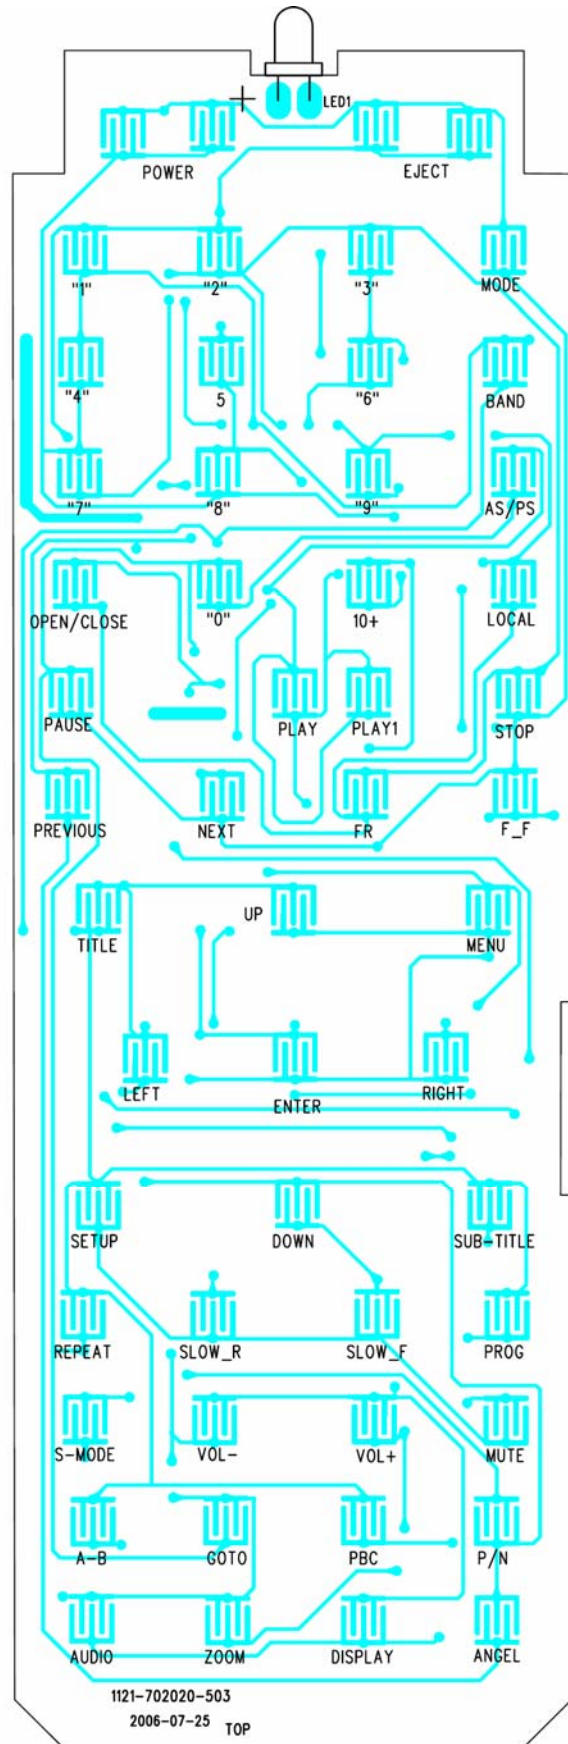 LED1
POWER EJECT
"1" "2" "3" MODE
"4" 5 "6" BAND
"7" "8" "9" AS/PS
OPEN/CLOSE "0" 10+ LOCAL
PAUSE PLAY PLAY1 STOP
PREVIOUS NEXT FR F_F
UP
TITLE MENU
LEFT ENTER RIGHT
SETUP DOWN SUB-TITLE
REPEAT SLOW_R SLOW_F PROG
S-MODE VOL- VOL+ MUTE
A-B GOTO PBC P/N
AUDIO ZOOM DISPLAY ANGEL
1121-702020-503
2006-07-25 TOP